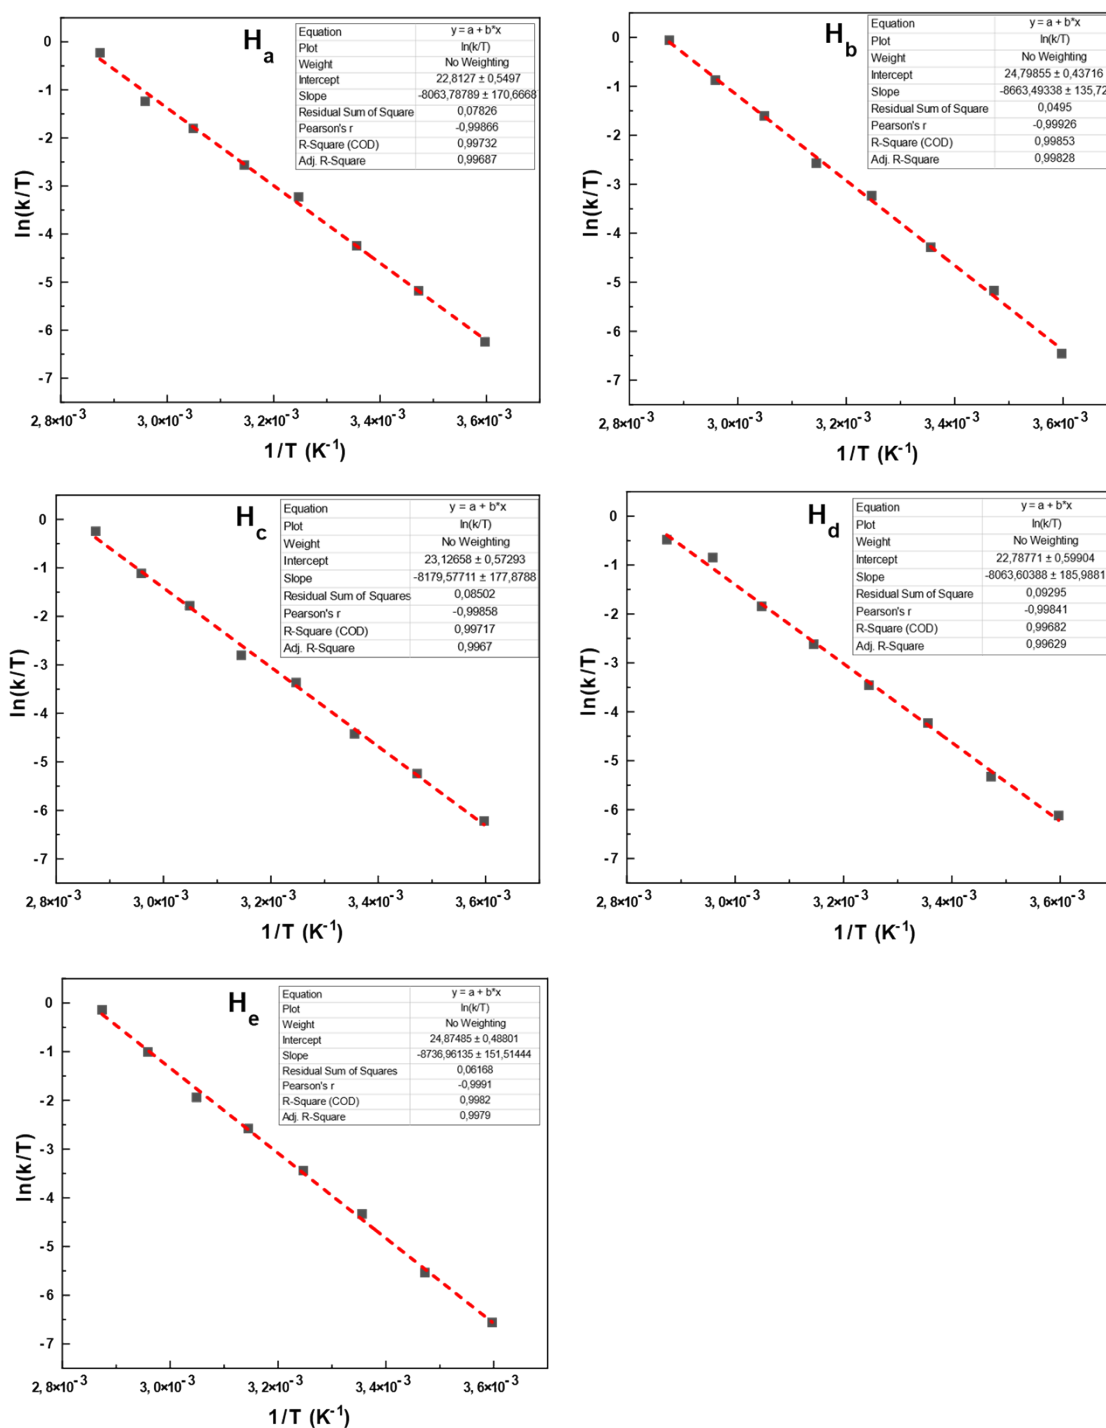 H_a
Equation y = a + b*x
Plot ln(k/T)
Weight No Weighting
Intercept 22,8127 ± 0,5497
Slope -8063,78789 ± 170,6668
Residual Sum of Square 0,07826
Pearson's r -0,99866
R-Square (COD) 0,99732
Adj. R-Square 0,99687
ln(k/T)
0
-1
-2
-3
-4
-5
-6
-7
2,8×10⁻³ 3,0×10⁻³ 3,2×10⁻³ 3,4×10⁻³ 3,6×10⁻³
1/T (K⁻¹)
H_b
Equation y = a + b*x
Plot ln(k/T)
Weight No Weighting
Intercept 24,79855 ± 0,43716
Slope -8663,49338 ± 135,72
Residual Sum of Square 0,0495
Pearson's r -0,99926
R-Square (COD) 0,99853
Adj. R-Square 0,99828
ln(k/T)
0
-1
-2
-3
-4
-5
-6
-7
2,8×10⁻³ 3,0×10⁻³ 3,2×10⁻³ 3,4×10⁻³ 3,6×10⁻³
1/T (K⁻¹)
H_c
Equation y = a + b*x
Plot ln(k/T)
Weight No Weighting
Intercept 23,12658 ± 0,57293
Slope -8179,57711 ± 177,8788
Residual Sum of Squares 0,08502
Pearson's r -0,99858
R-Square (COD) 0,99717
Adj. R-Square 0,9967
ln(k/T)
0
-1
-2
-3
-4
-5
-6
-7
2,8×10⁻³ 3,0×10⁻³ 3,2×10⁻³ 3,4×10⁻³ 3,6×10⁻³
1/T (K⁻¹)
H_d
Equation y = a + b*x
Plot ln(k/T)
Weight No Weighting
Intercept 22,78771 ± 0,59904
Slope -8063,60388 ± 185,9881
Residual Sum of Square 0,09295
Pearson's r -0,99841
R-Square (COD) 0,99682
Adj. R-Square 0,99629
ln(k/T)
0
-1
-2
-3
-4
-5
-6
-7
2,8×10⁻³ 3,0×10⁻³ 3,2×10⁻³ 3,4×10⁻³ 3,6×10⁻³
1/T (K⁻¹)
H_e
Equation y = a + b*x
Plot ln(k/T)
Weight No Weighting
Intercept 24,87485 ± 0,48801
Slope -8736,96135 ± 151,51444
Residual Sum of Squares 0,06168
Pearson's r -0,9991
R-Square (COD) 0,9982
Adj. R-Square 0,9979
ln(k/T)
0
-1
-2
-3
-4
-5
-6
-7
2,8×10⁻³ 3,0×10⁻³ 3,2×10⁻³ 3,4×10⁻³ 3,6×10⁻³
1/T (K⁻¹)